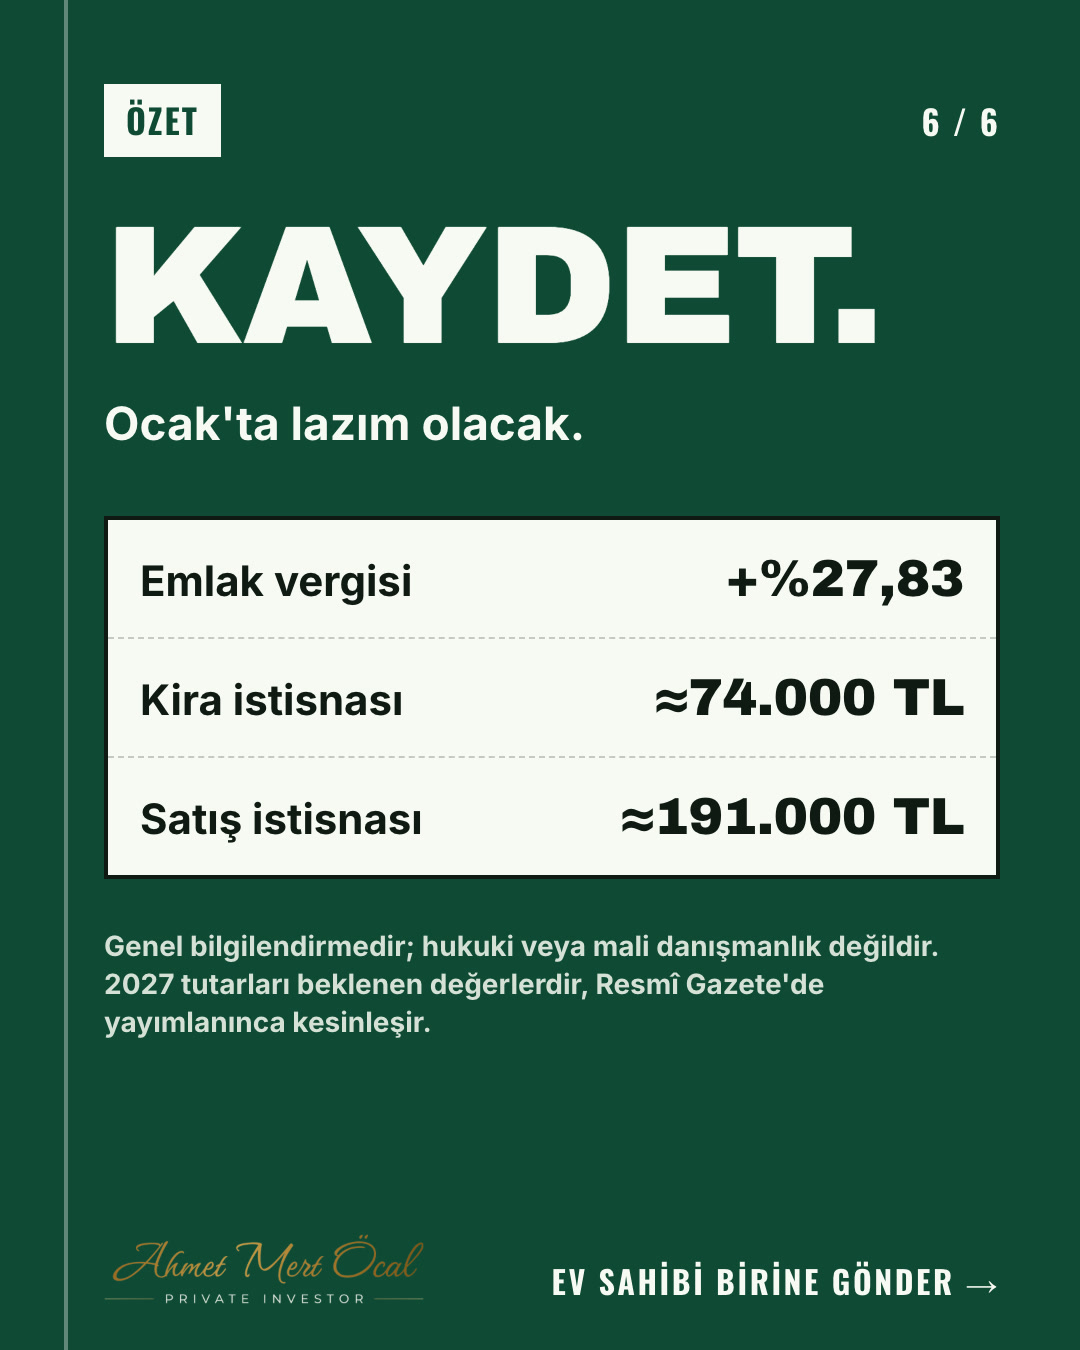 ÖZET
6 / 6
KAYDET.
Ocak'ta lazım olacak.
Emlak vergisi +%27,83
Kira istisnası ≈74.000 TL
Satış istisnası ≈191.000 TL
Genel bilgilendirmedir; hukuki veya mali danışmanlık değildir.
2027 tutarları beklenen değerlerdir, Resmî Gazete'de
yayımlanınca kesinleşir.
Ahmet Mert Öcal
PRIVATE INVESTOR
EV SAHİBİ BİRİNE GÖNDER →